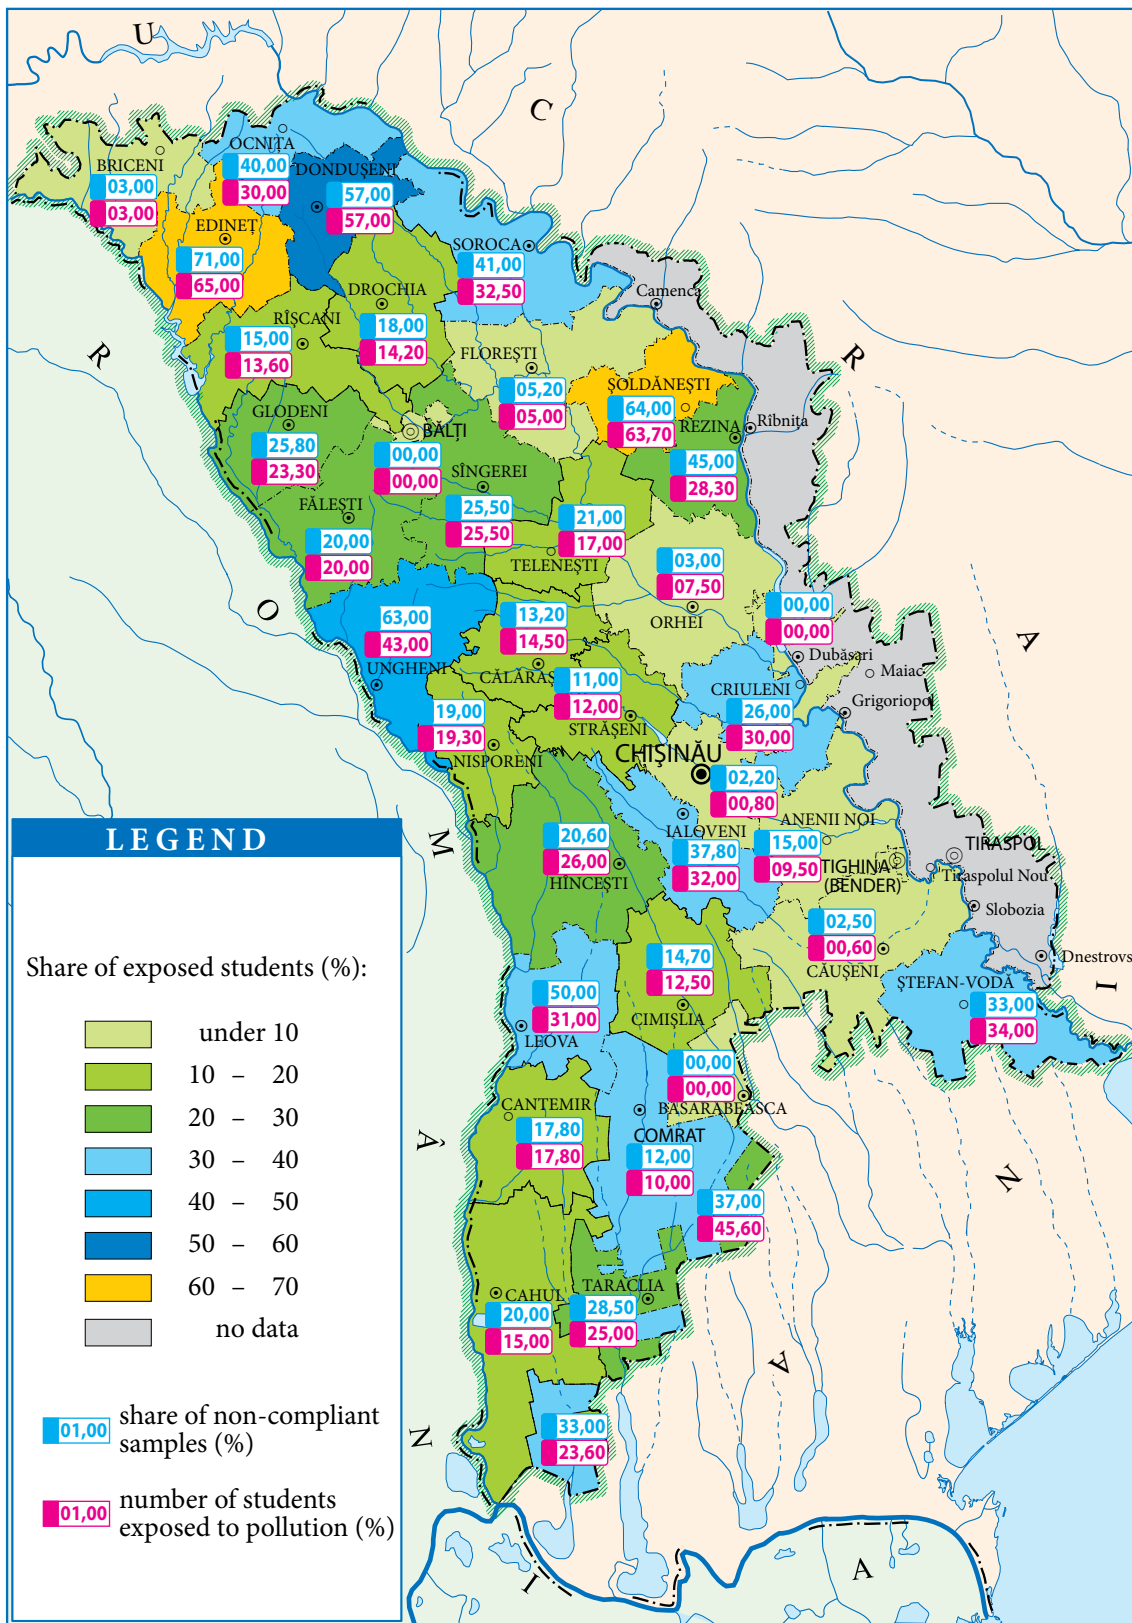 U
C
R
A
I
N
A
R
O
M
Â
N
I
A
BRICENI
03,00
03,00
OCNIȚA
40,00
30,00
DONDUȘENI
57,00
57,00
EDINEȚ
71,00
65,00
SOROCA
41,00
32,50
DROCHIA
18,00
14,20
RÎȘCANI
15,00
13,60
Camenca
FLOREȘTI
05,20
05,00
ȘOLDĂNEȘTI
64,00
63,70
GLODENI
25,80
23,30
BĂLȚI
00,00
00,00
REZINA
45,00
28,30
Rîbnița
SÎNGEREI
25,50
25,50
FĂLEȘTI
20,00
20,00
21,00
17,00
TELENEȘTI
03,00
07,50
ORHEI
63,00
43,00
UNGHENI
13,20
14,50
CĂLĂRAȘ
00,00
00,00
Dubăsari
Maiac
Grigoriopo
11,00
12,00
STRĂȘENI
CRIULENI
26,00
30,00
19,00
19,30
NISPORENI
CHIȘINĂU
02,20
00,80
IALOVENI
37,80
32,00
ANENII NOI
15,00
09,50
TIGHINA
(BENDER)
TIRASPOL
Tiraspolul Nou
Slobozia
20,60
26,00
HÎNCEȘTI
02,50
00,60
CĂUȘENI
Dnestrovs
14,70
12,50
CIMIȘLIA
ȘTEFAN-VODĂ
33,00
34,00
50,00
31,00
LEOVA
00,00
00,00
BASARABEASCA
CANTEMIR
17,80
17,80
COMRAT
12,00
10,00
37,00
45,60
CAHUL
20,00
15,00
TARACLIA
28,50
25,00
33,00
23,60
LEGEND
Share of exposed students (%):
under 10
10 – 20
20 – 30
30 – 40
40 – 50
50 – 60
60 – 70
no data
01,00 share of non-compliant
samples (%)
01,00 number of students
exposed to pollution (%)